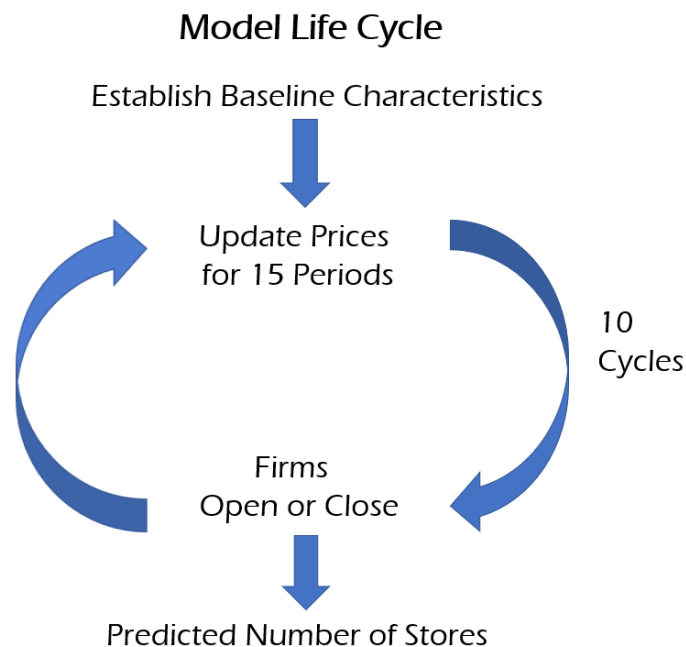 Model Life Cycle
Establish Baseline Characteristics
Update Prices
for 15 Periods
10
Cycles
Firms
Open or Close
Predicted Number of Stores